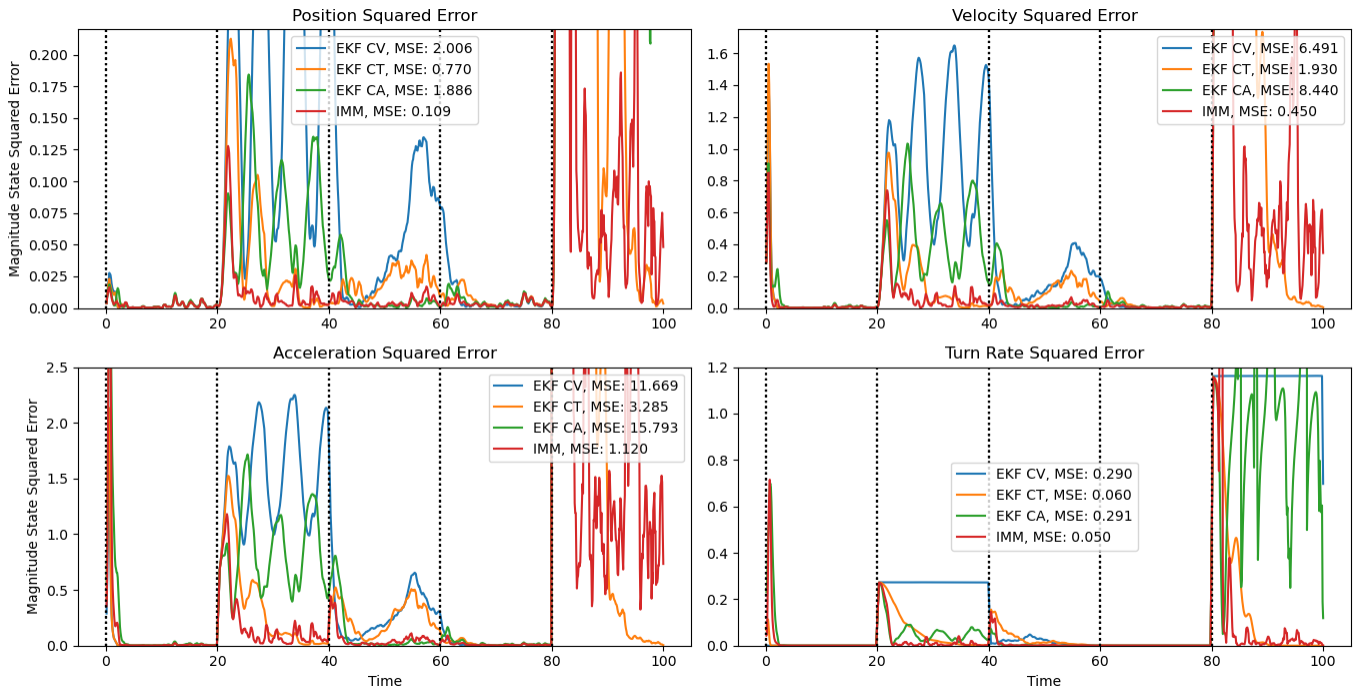 Position Squared Error
Magnitude State Squared Error
0.200
0.175
0.150
0.125
0.100
0.075
0.050
0.025
0.000
EKF CV, MSE: 2.006
EKF CT, MSE: 0.770
EKF CA, MSE: 1.886
IMM, MSE: 0.109
0 20 40 60 80 100
Velocity Squared Error
1.6
1.4
1.2
1.0
0.8
0.6
0.4
0.2
0.0
EKF CV, MSE: 6.491
EKF CT, MSE: 1.930
EKF CA, MSE: 8.440
IMM, MSE: 0.450
0 20 40 60 80 100
Acceleration Squared Error
Magnitude State Squared Error
2.5
2.0
1.5
1.0
0.5
0.0
EKF CV, MSE: 11.669
EKF CT, MSE: 3.285
EKF CA, MSE: 15.793
IMM, MSE: 1.120
0 20 40 60 80 100
Time
Turn Rate Squared Error
1.2
1.0
0.8
0.6
0.4
0.2
0.0
EKF CV, MSE: 0.290
EKF CT, MSE: 0.060
EKF CA, MSE: 0.291
IMM, MSE: 0.050
0 20 40 60 80 100
Time